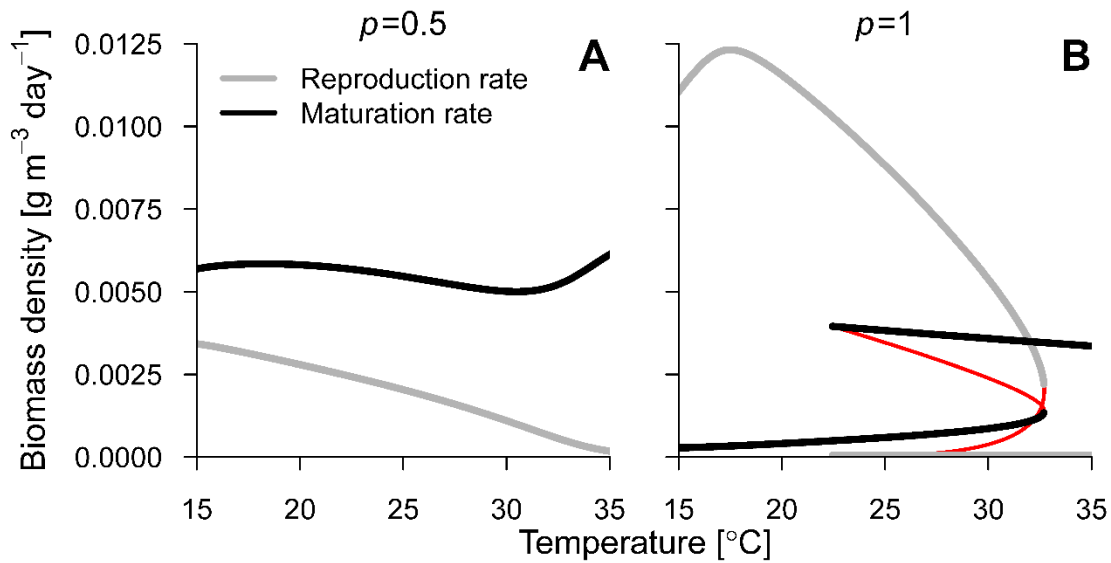 p=0.5
p=1
A
B
Reproduction rate
Maturation rate
Biomass density [g m⁻³ day⁻¹]
0.0125
0.0100
0.0075
0.0050
0.0025
0.0000
15 20 25 30 35
15 20 25 30 35
Temperature [°C]